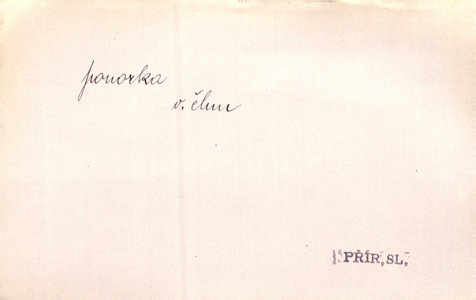 ponorka
v. člun
PŘÍR. SL.